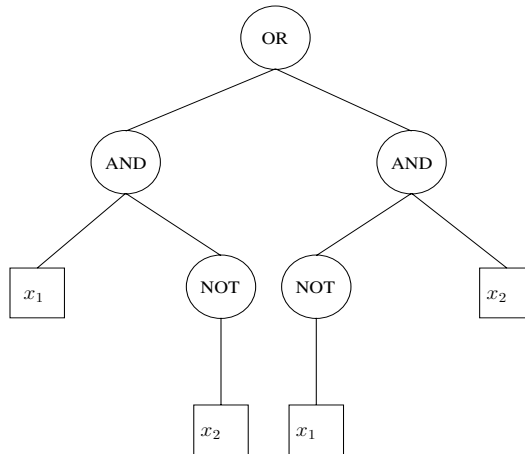 OR
AND AND
x₁ NOT NOT x₂
x₂ x₁